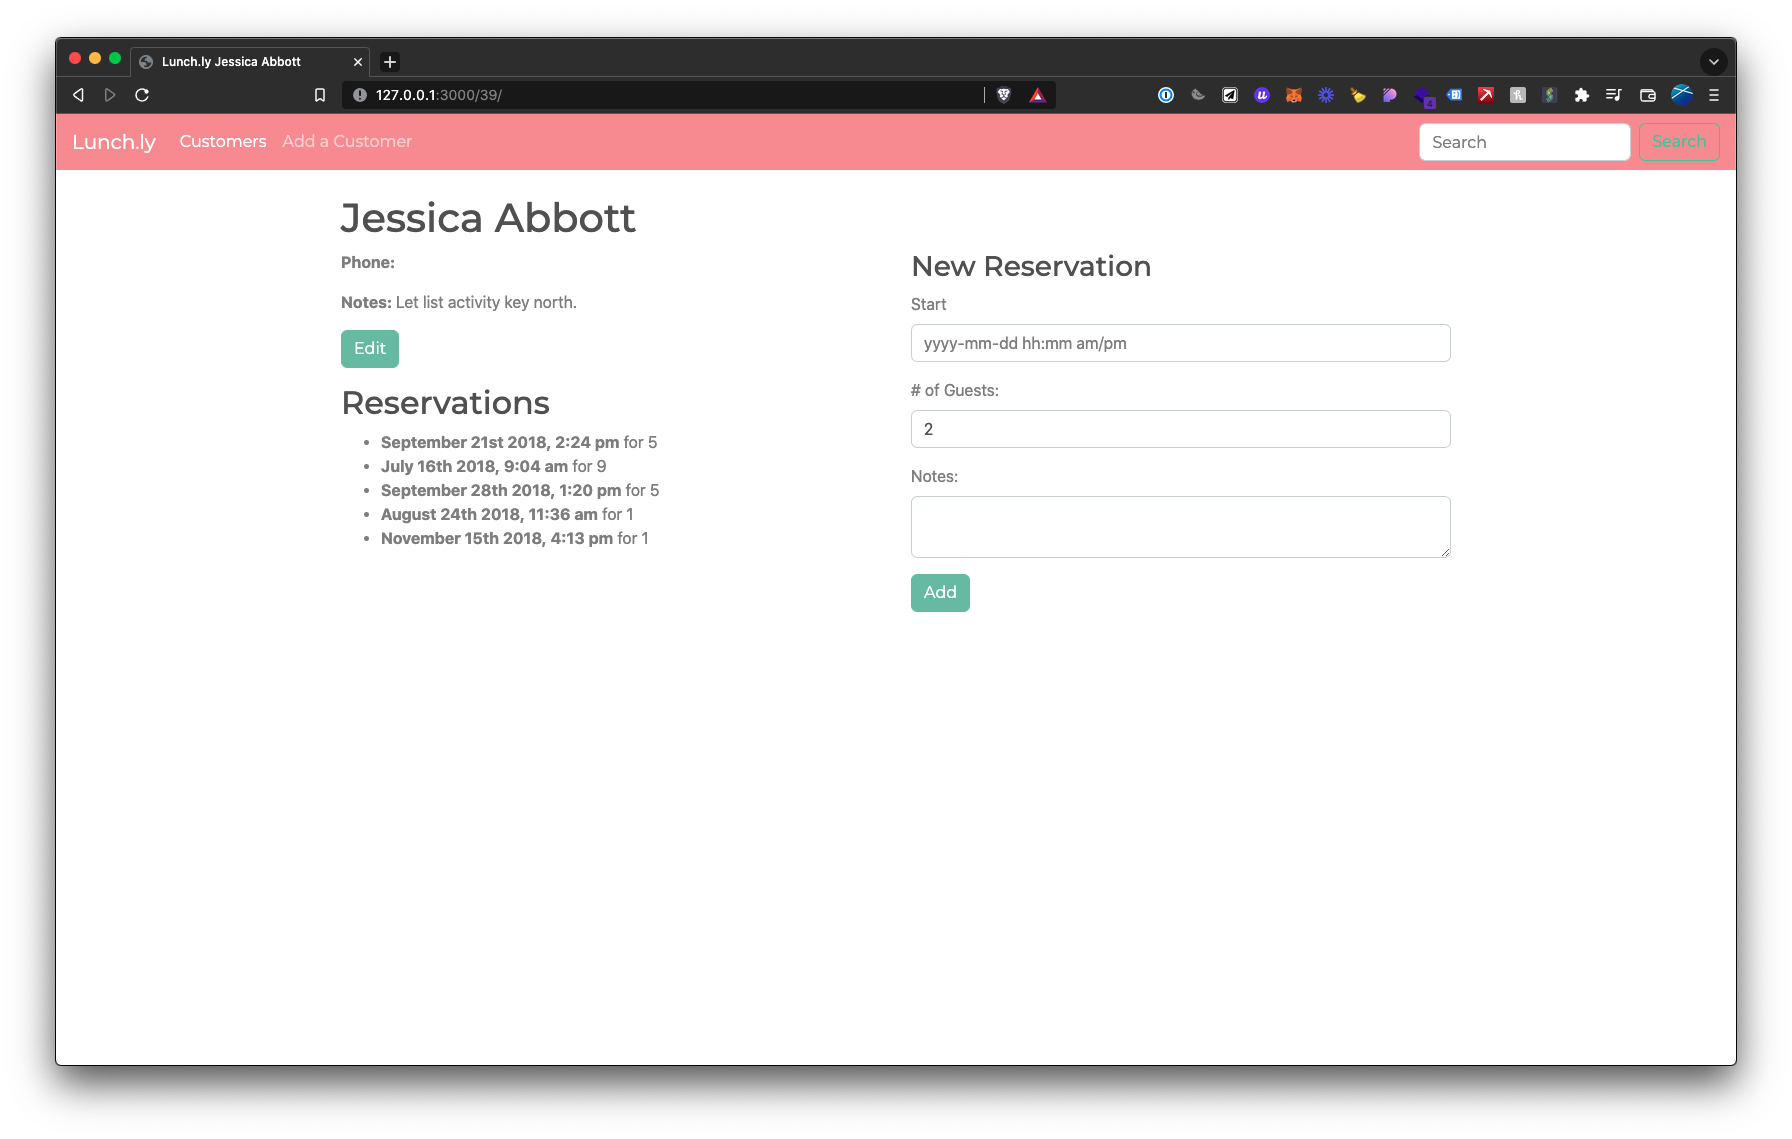 Lunch.ly Jessica Abbott
127.0.0.1:3000/39/
4
Lunch.ly Customers Add a Customer Search Search
Jessica Abbott
Phone:
Notes: Let list activity key north.
Edit
Reservations
September 21st 2018, 2:24 pm for 5
July 16th 2018, 9:04 am for 9
September 28th 2018, 1:20 pm for 5
August 24th 2018, 11:36 am for 1
November 15th 2018, 4:13 pm for 1
New Reservation
Start
yyyy-mm-dd hh:mm am/pm
# of Guests:
2
Notes:
Add